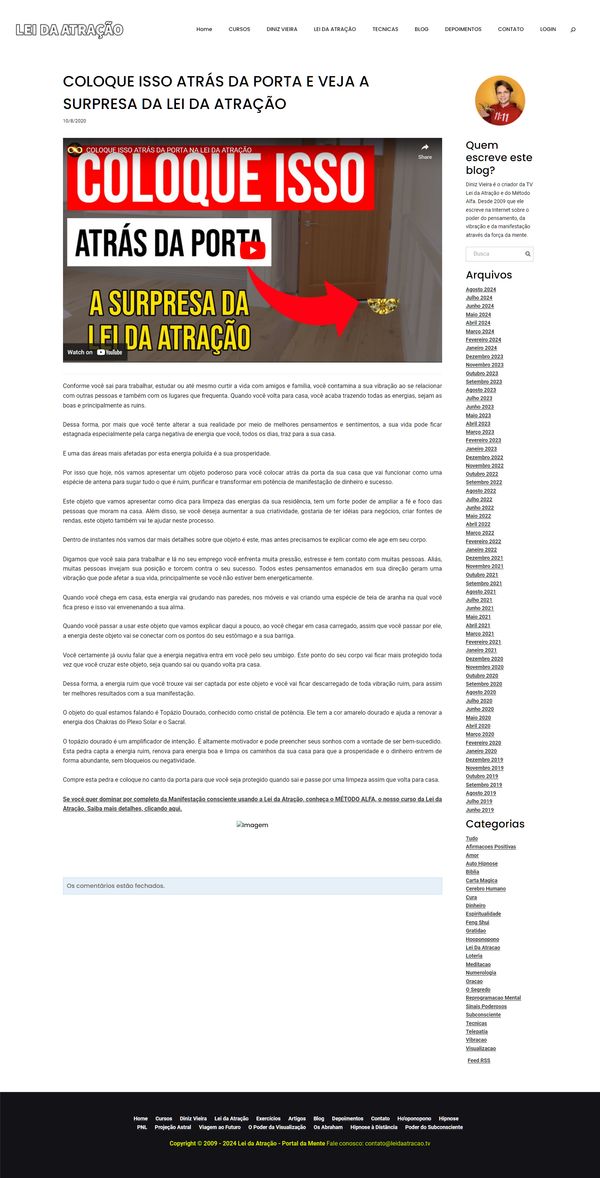 LEI DA ATRAÇÃO
Home CURSOS DINIZ VIEIRA LEI DA ATRAÇÃO TECNICAS BLOG DEPOIMENTOS CONTATO LOGIN
COLOQUE ISSO ATRÁS DA PORTA E VEJA A
SURPRESA DA LEI DA ATRAÇÃO
10/8/2020
COLOQUE ISSO ATRÁS DA PORTA NA LEI DA ATRAÇÃO
Share
COLOQUE ISSO
ATRÁS DA PORTA
A SURPRESA DA
LEI DA ATRAÇÃO
Watch on YouTube
Conforme você sai para trabalhar, estudar ou até mesmo curtir a vida com amigos e família, você contamina a sua vibração ao se relacionar
com outras pessoas e também com os lugares que frequenta. Quando você volta para casa, você acaba trazendo todas as energias, sejam as
boas e principalmente as ruins.
Dessa forma, por mais que você tente alterar a sua realidade por meio de melhores pensamentos e sentimentos, a sua vida pode ficar
estagnada especialmente pela carga negativa de energia que você, todos os dias, traz para a sua casa.
E uma das áreas mais afetadas por esta energia poluída é a sua prosperidade.
Por isso que hoje, nós vamos apresentar um objeto poderoso para você colocar atrás da porta da sua casa que vai funcionar como uma
espécie de antena para sugar tudo o que é ruim, purificar e transformar em potência de manifestação de dinheiro e sucesso.
Este objeto que vamos apresentar como dica para limpeza das energias da sua residência, tem um forte poder de ampliar a fé e foco das
pessoas que moram na casa. Além disso, se você deseja aumentar a sua criatividade, gostaria de ter idéias para negócios, criar fontes de
rendas, este objeto também vai te ajudar neste processo.
Dentro de instantes nós vamos dar mais detalhes sobre que objeto é este, mas antes precisamos te explicar como ele age em seu corpo.
Digamos que você saia para trabalhar e lá no seu emprego você enfrenta muita pressão, estresse e tem contato com muitas pessoas. Aliás,
muitas pessoas invejam sua posição e torcem contra o seu sucesso. Todos estes pensamentos emanados em sua direção geram uma
vibração que pode afetar a sua vida, principalmente se você não estiver bem energeticamente.
Quando você chega em casa, esta energia vai grudando nas paredes, nos móveis e vai criando uma espécie de teia de aranha na qual você
fica preso e isso vai envenenando a sua alma.
Quando você passar a usar este objeto que vamos explicar daqui a pouco, ao você chegar em casa carregado, assim que você passar por ele,
a energia deste objeto vai se conectar com os pontos do seu estômago e a sua barriga.
Você certamente já ouviu falar que a energia negativa entra em você pelo seu umbigo. Este ponto do seu corpo vai ficar mais protegido toda
vez que você cruzar este objeto, seja quando sai ou quando volta pra casa.
Dessa forma, a energia ruim que você trouxe vai ser captada por este objeto e você vai ficar descarregado de toda vibração ruim, para assim
ter melhores resultados com a sua manifestação.
O objeto do qual estamos falando é Topázio Dourado, conhecido como cristal de potência. Ele tem a cor amarelo dourado e ajuda a renovar a
energia dos Chakras do Plexo Solar e o Sacral.
O topázio dourado é um amplificador de intenção. É altamente motivador e pode preencher seus sonhos com a vontade de ser bem-sucedido.
Esta pedra capta a energia ruim, renova para energia boa e limpa os caminhos da sua casa para que a prosperidade e o dinheiro entrem de
forma abundante, sem bloqueios ou negatividade.
Compre esta pedra e coloque no canto da porta para que você seja protegido quando sai e passe por uma limpeza assim que volta para casa.
Se você quer dominar por completo da Manifestação consciente usando a Lei da Atração, conheça o MÉTODO ALFA, o nosso curso da Lei da
Atração. Saiba mais detalhes, clicando aqui.
Imagem
Os comentários estão fechados.
11:11
Quem
escreve este
blog?
Diniz Vieira é o criador da TV
Lei da Atração e do Método
Alfa. Desde 2009 que ele
escreve na Internet sobre o
poder do pensamento, da
vibração e da manifestação
através da força da mente.
Busca
Arquivos
Agosto 2024
Julho 2024
Junho 2024
Maio 2024
Abril 2024
Março 2024
Fevereiro 2024
Janeiro 2024
Dezembro 2023
Novembro 2023
Outubro 2023
Setembro 2023
Agosto 2023
Julho 2023
Junho 2023
Maio 2023
Abril 2023
Março 2023
Fevereiro 2023
Janeiro 2023
Dezembro 2022
Novembro 2022
Outubro 2022
Setembro 2022
Agosto 2022
Julho 2022
Junho 2022
Maio 2022
Abril 2022
Março 2022
Fevereiro 2022
Janeiro 2022
Dezembro 2021
Novembro 2021
Outubro 2021
Setembro 2021
Agosto 2021
Julho 2021
Junho 2021
Maio 2021
Abril 2021
Março 2021
Fevereiro 2021
Janeiro 2021
Dezembro 2020
Novembro 2020
Outubro 2020
Setembro 2020
Agosto 2020
Julho 2020
Junho 2020
Maio 2020
Abril 2020
Março 2020
Fevereiro 2020
Janeiro 2020
Dezembro 2019
Novembro 2019
Outubro 2019
Setembro 2019
Agosto 2019
Julho 2019
Junho 2019
Categorias
Tudo
Afirmacoes Positivas
Amor
Auto Hipnose
Biblia
Carta Magica
Cerebro Humano
Cura
Dinheiro
Espiritualidade
Feng Shui
Gratidao
Hooponopono
Lei Da Atracao
Loteria
Meditacao
Numerologia
Oracao
O Segredo
Reprogramacao Mental
Sinais Poderosos
Subconsciente
Tecnicas
Telepatia
Vibracao
Visualizacao
Feed RSS
Home Cursos Diniz Vieira Lei da Atração Exercícios Artigos Blog Depoimentos Contato Ho'oponopono Hipnose
PNL Projeção Astral Viagem ao Futuro O Poder da Visualização Os Abraham Hipnose à Distância Poder do Subconsciente
Copyright © 2009 - 2024 Lei da Atração - Portal da Mente Fale conosco: contato@leidaatracao.tv